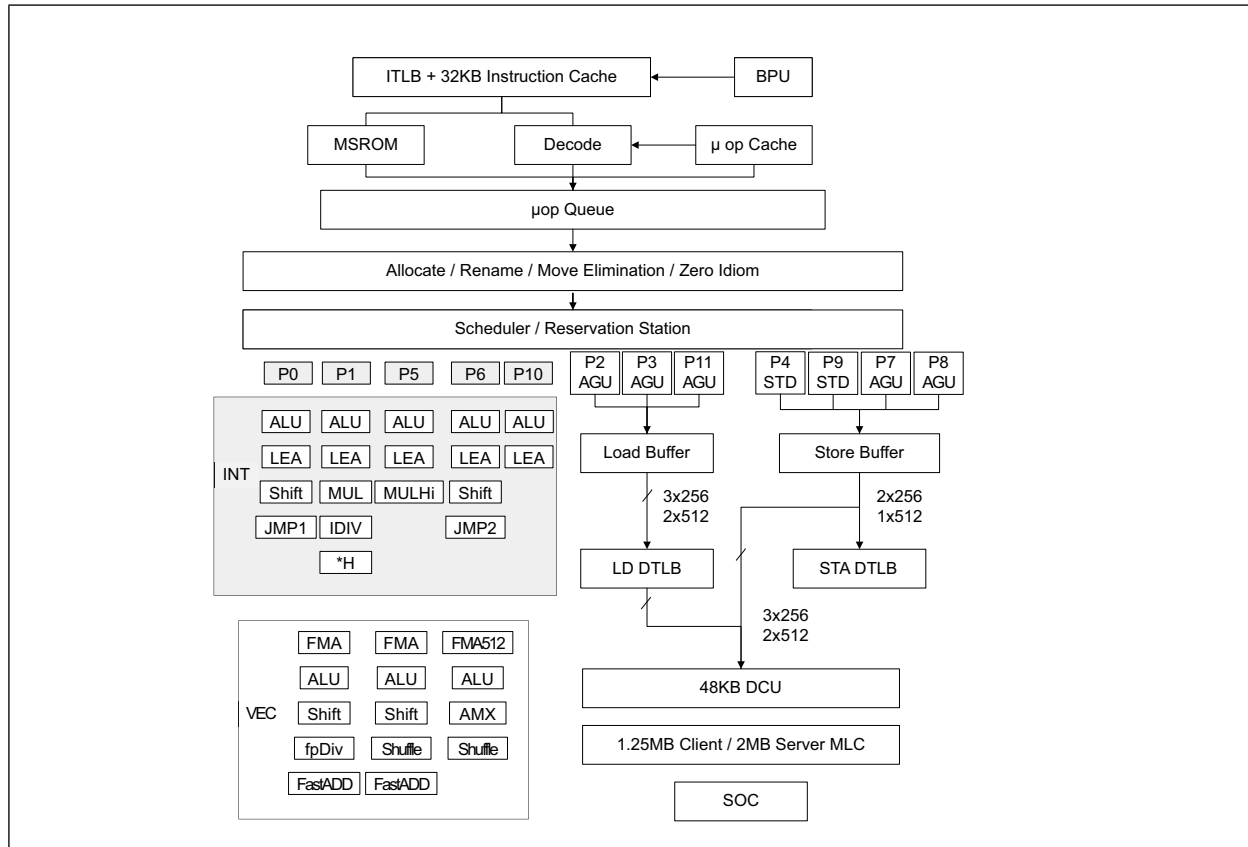 ITLB + 32KB Instruction Cache
BPU
MSROM
Decode
μ op Cache
μop Queue
Allocate / Rename / Move Elimination / Zero Idiom
Scheduler / Reservation Station
P0 P1 P5 P6 P10
P2 P3 P11 P4 P9 P7 P8
AGU AGU AGU STD STD AGU AGU
ALU ALU ALU ALU ALU
Load Buffer
Store Buffer
LEA LEA LEA LEA LEA
INT
Shift MUL MULHi Shift
3x256
2x512
2x256
1x512
JMP1 IDIV JMP2
*H
LD DTLB
STA DTLB
3x256
2x512
FMA FMA FMA512
ALU ALU ALU
48KB DCU
VEC
Shift Shift AMX
fpDiv Shuffle Shuffle
1.25MB Client / 2MB Server MLC
FastADD FastADD
SOC